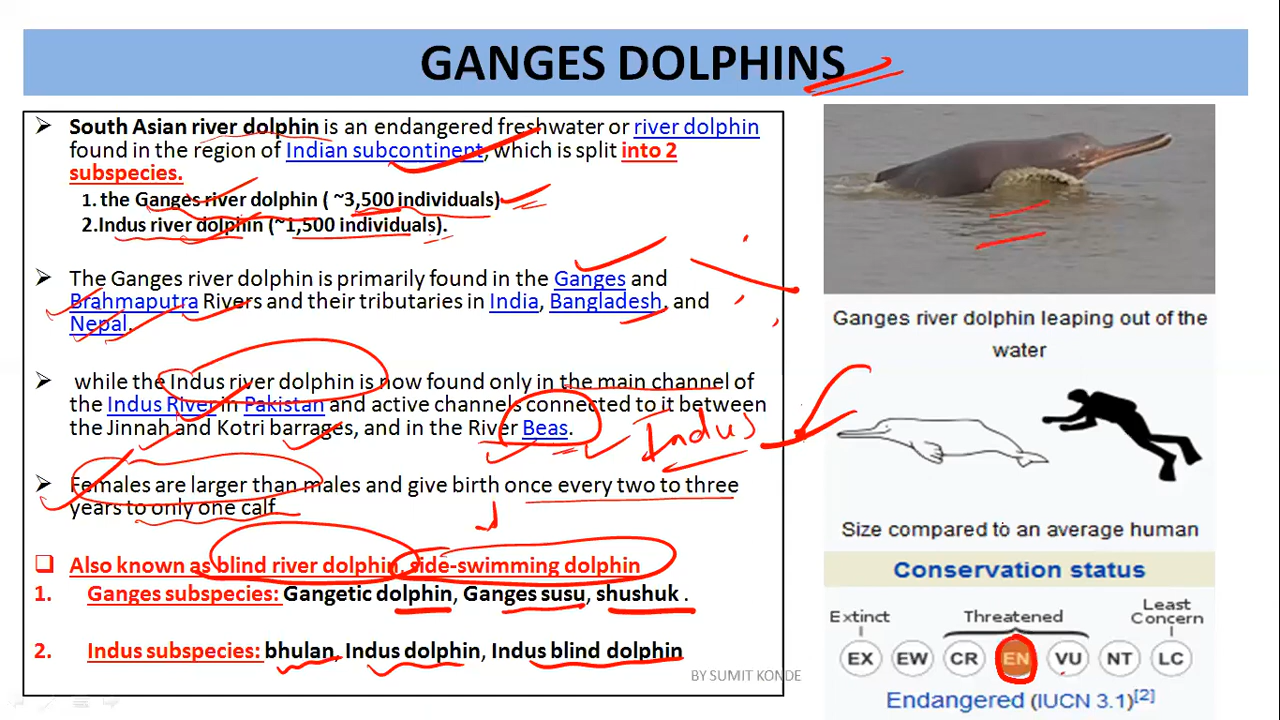 GANGES DOLPHINS
➢ South Asian river dolphin is an endangered freshwater or river dolphin
found in the region of Indian subcontinent, which is split into 2
subspecies.
1. the Ganges river dolphin ( ~3,500 individuals)
2.Indus river dolphin (~1,500 individuals).
➢ The Ganges river dolphin is primarily found in the Ganges and
Brahmaputra Rivers and their tributaries in India, Bangladesh, and
Nepal.
➢ while the Indus river dolphin is now found only in the main channel of
the Indus River in Pakistan and active channels connected to it between
the Jinnah and Kotri barrages, and in the River Beas.
Indus
➢ Females are larger than males and give birth once every two to three
years to only one calf
❑ Also known as blind river dolphin, side-swimming dolphin
1. Ganges subspecies: Gangetic dolphin, Ganges susu, shushuk .
2. Indus subspecies: bhulan, Indus dolphin, Indus blind dolphin
BY SUMIT KONDE
Ganges river dolphin leaping out of the
water
Size compared to an average human
Conservation status
Extinct Threatened Least
Concern
EX EW CR EN VU NT LC
Endangered (IUCN 3.1)[2]